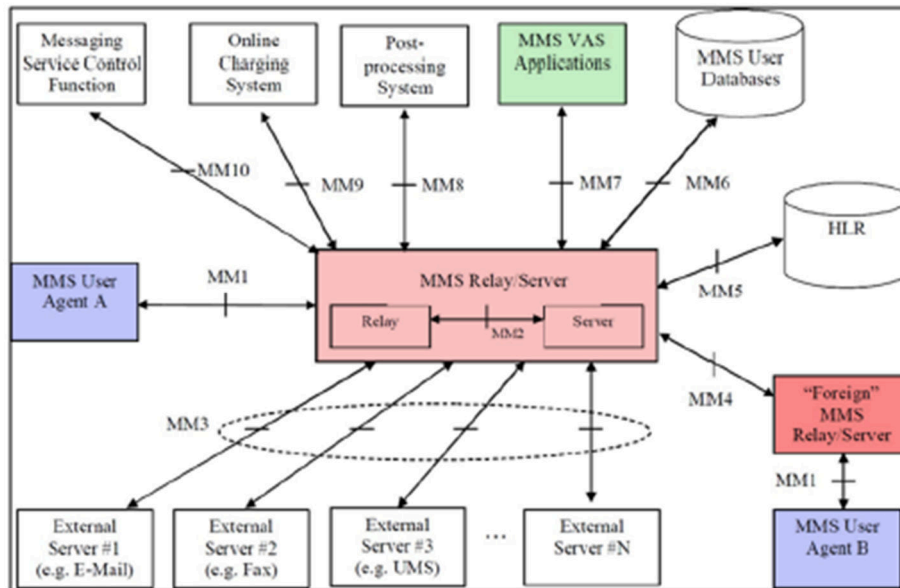 Messaging
Service Control
Function
Online
Charging
System
Post-
processing
System
MMS VAS
Applications
MMS User
Databases
MM10
MM9
MM8
MM7
MM6
HLR
MMS User
Agent A
MM1
MMS Relay/Server
Relay
MM2
Server
MM5
MM4
"Foreign"
MMS
Relay/Server
MM3
MM1
External
Server #1
(e.g. E-Mail)
External
Server #2
(e.g. Fax)
External
Server #3
(e.g. UMS)
...
External
Server #N
MMS User
Agent B